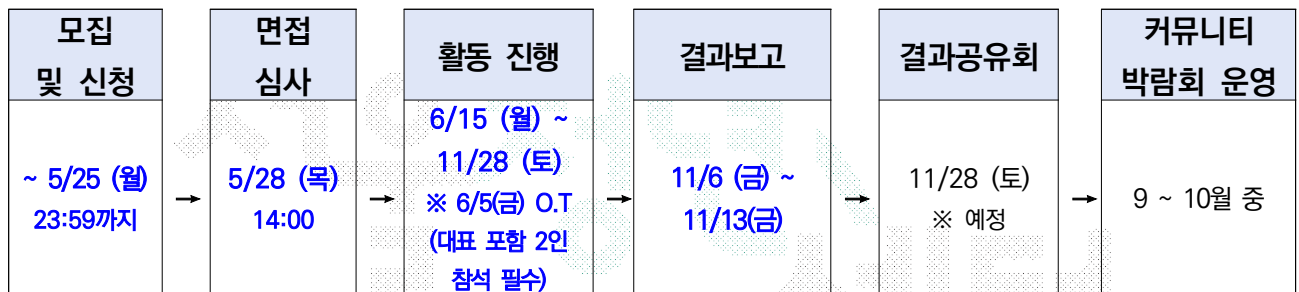 모집
및 신청
면접
심사
활동 진행
결과보고
결과공유회
커뮤니티
박람회 운영
~ 5/25 (월)
23:59까지
→
5/28 (목)
14:00
→
6/15 (월) ~
11/28 (토)
※ 6/5(금) O.T
(대표 포함 2인
참석 필수)
→
11/6 (금) ~
11/13(금)
→
11/28 (토)
※ 예정
→
9 ~ 10월 중